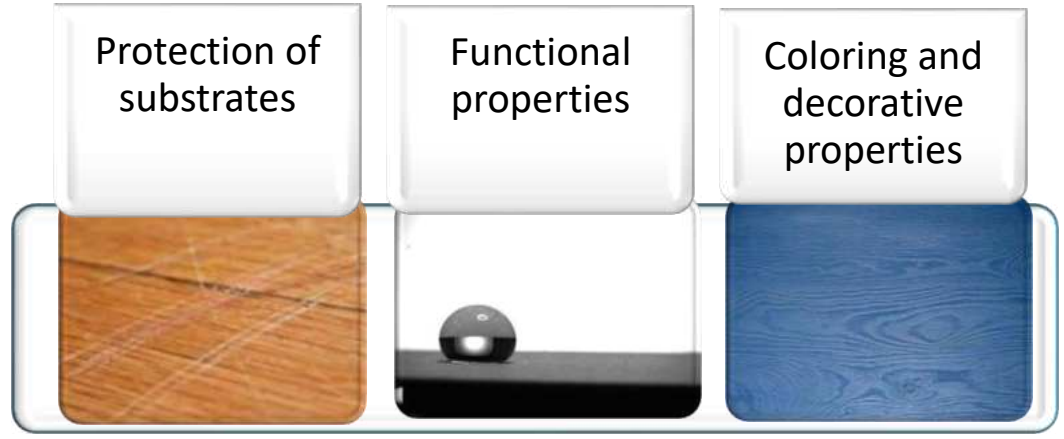 Protection of
substrates
Functional
properties
Coloring and
decorative
properties